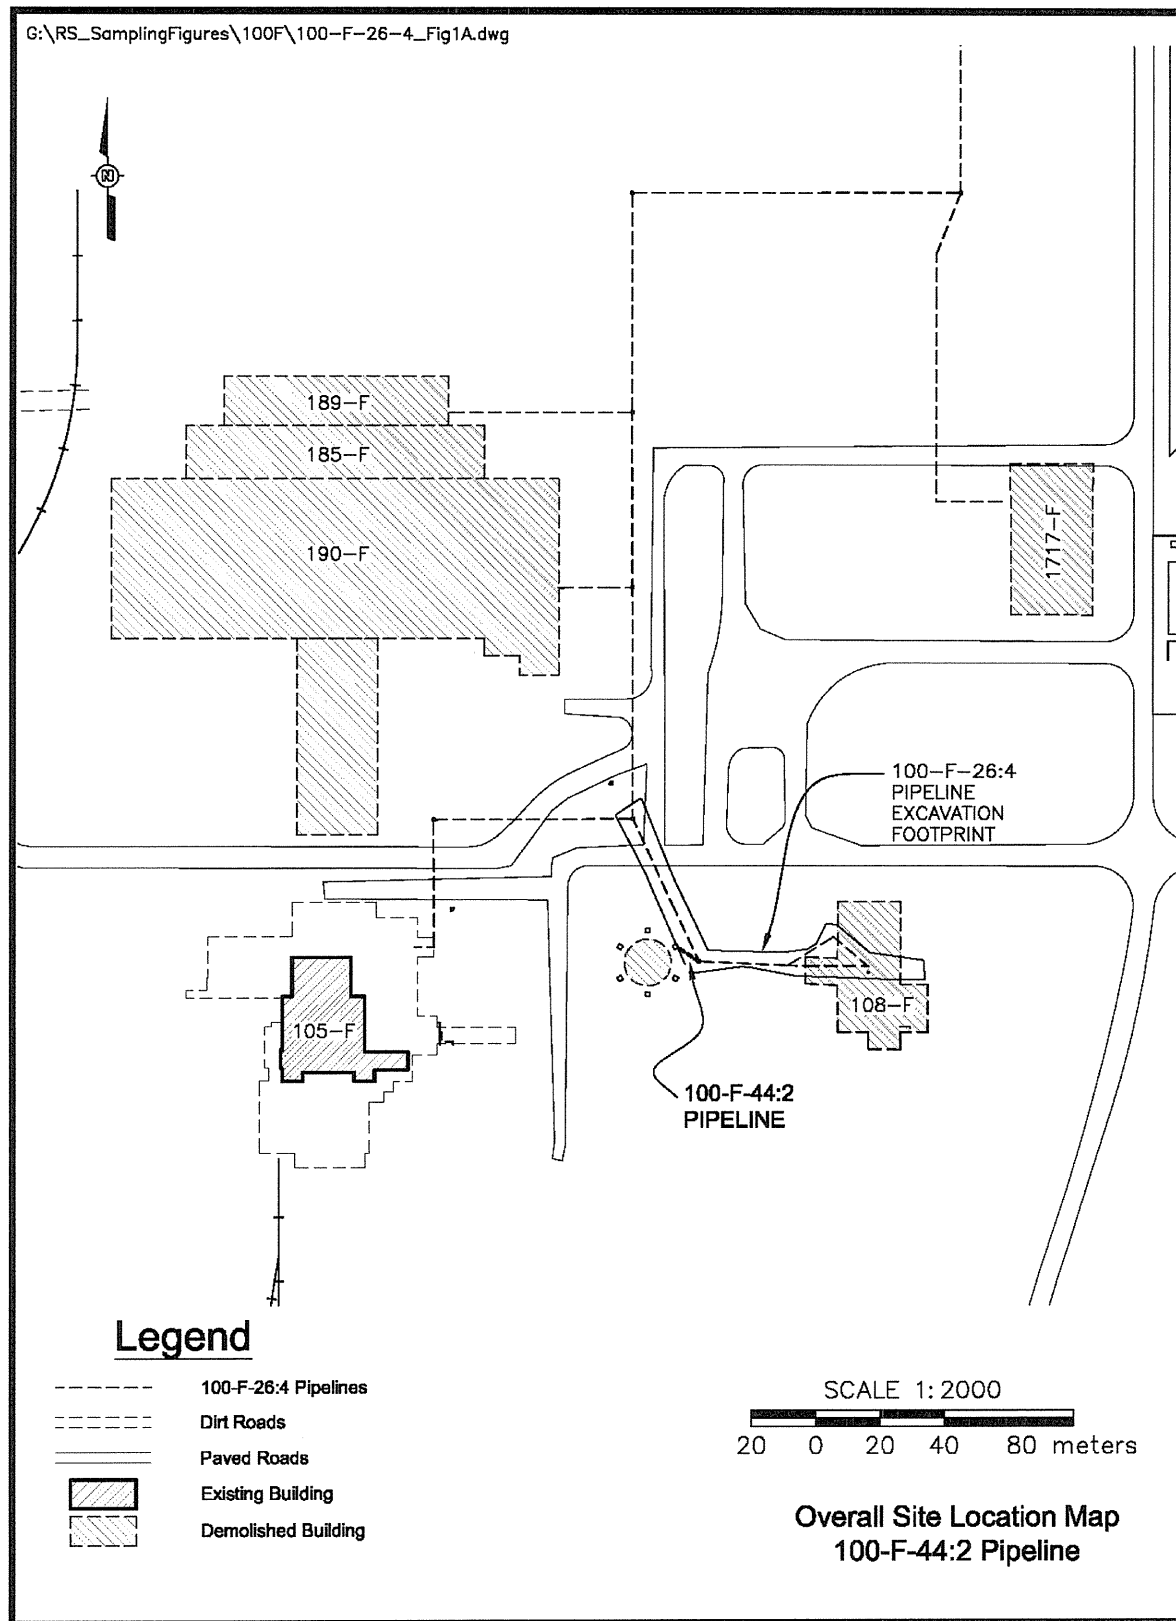 G:\RS_SamplingFigures\100F\100-F-26-4_Fig1A.dwg
N
189-F
185-F
190-F
1717-F
100-F-26:4
PIPELINE
EXCAVATION
FOOTPRINT
105-F
108-F
100-F-44:2
PIPELINE
Legend
100-F-26:4 Pipelines
Dirt Roads
Paved Roads
Existing Building
Demolished Building
SCALE 1:2000
20 0 20 40 80 meters
Overall Site Location Map
100-F-44:2 Pipeline